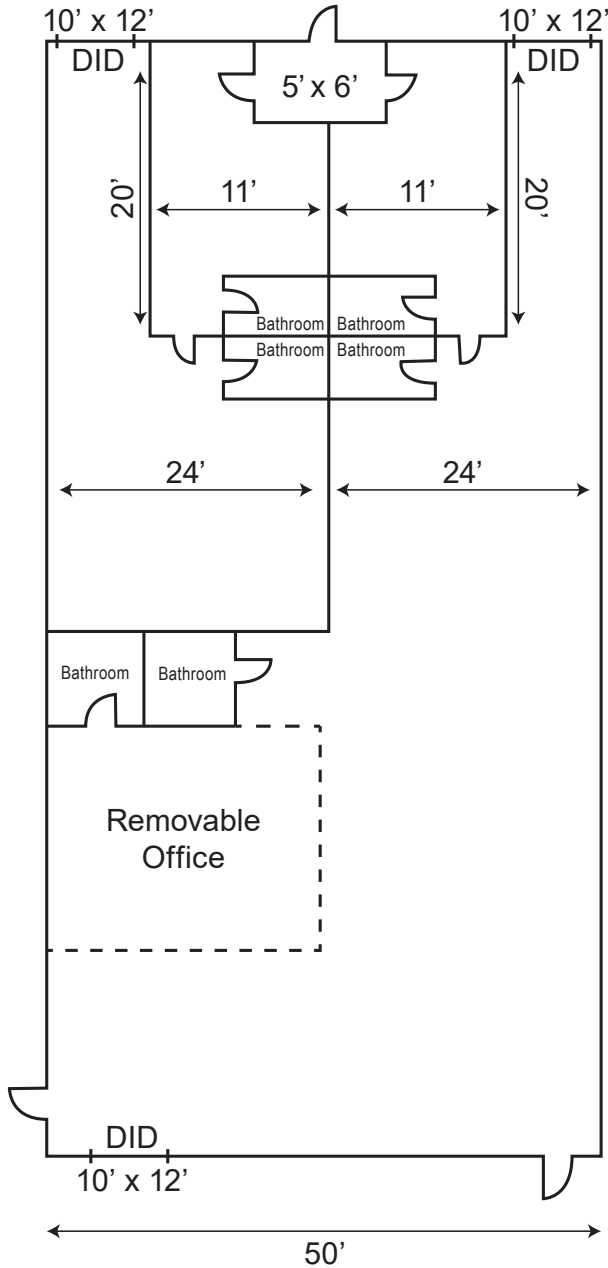 10’ x 12’
10’ x 12’
DID
DID
5’ x 6’
20’
11’
11’
20’
Bathroom
Bathroom
Bathroom
Bathroom
24’
24’
Bathroom
Bathroom
Removable
Office
DID
10’ x 12’
50’